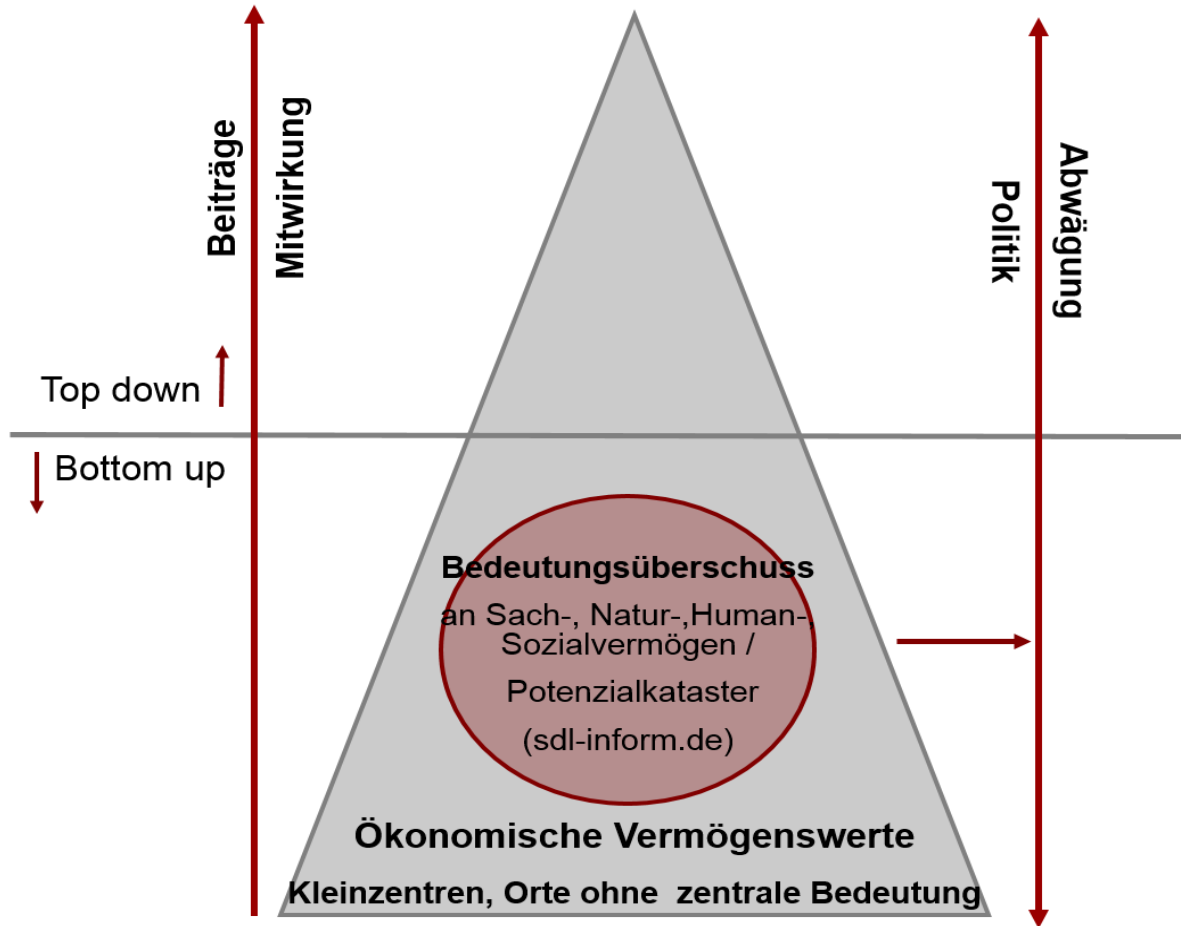 Beiträge
Mitwirkung
Politik
Abwägung
Top down
Bottom up
Bedeutungsüberschuss
an Sach-, Natur-,Human-,
Sozialvermögen /
Potenzialkataster
(sdl-inform.de)
Ökonomische Vermögenswerte
Kleinzentren, Orte ohne  zentrale Bedeutung